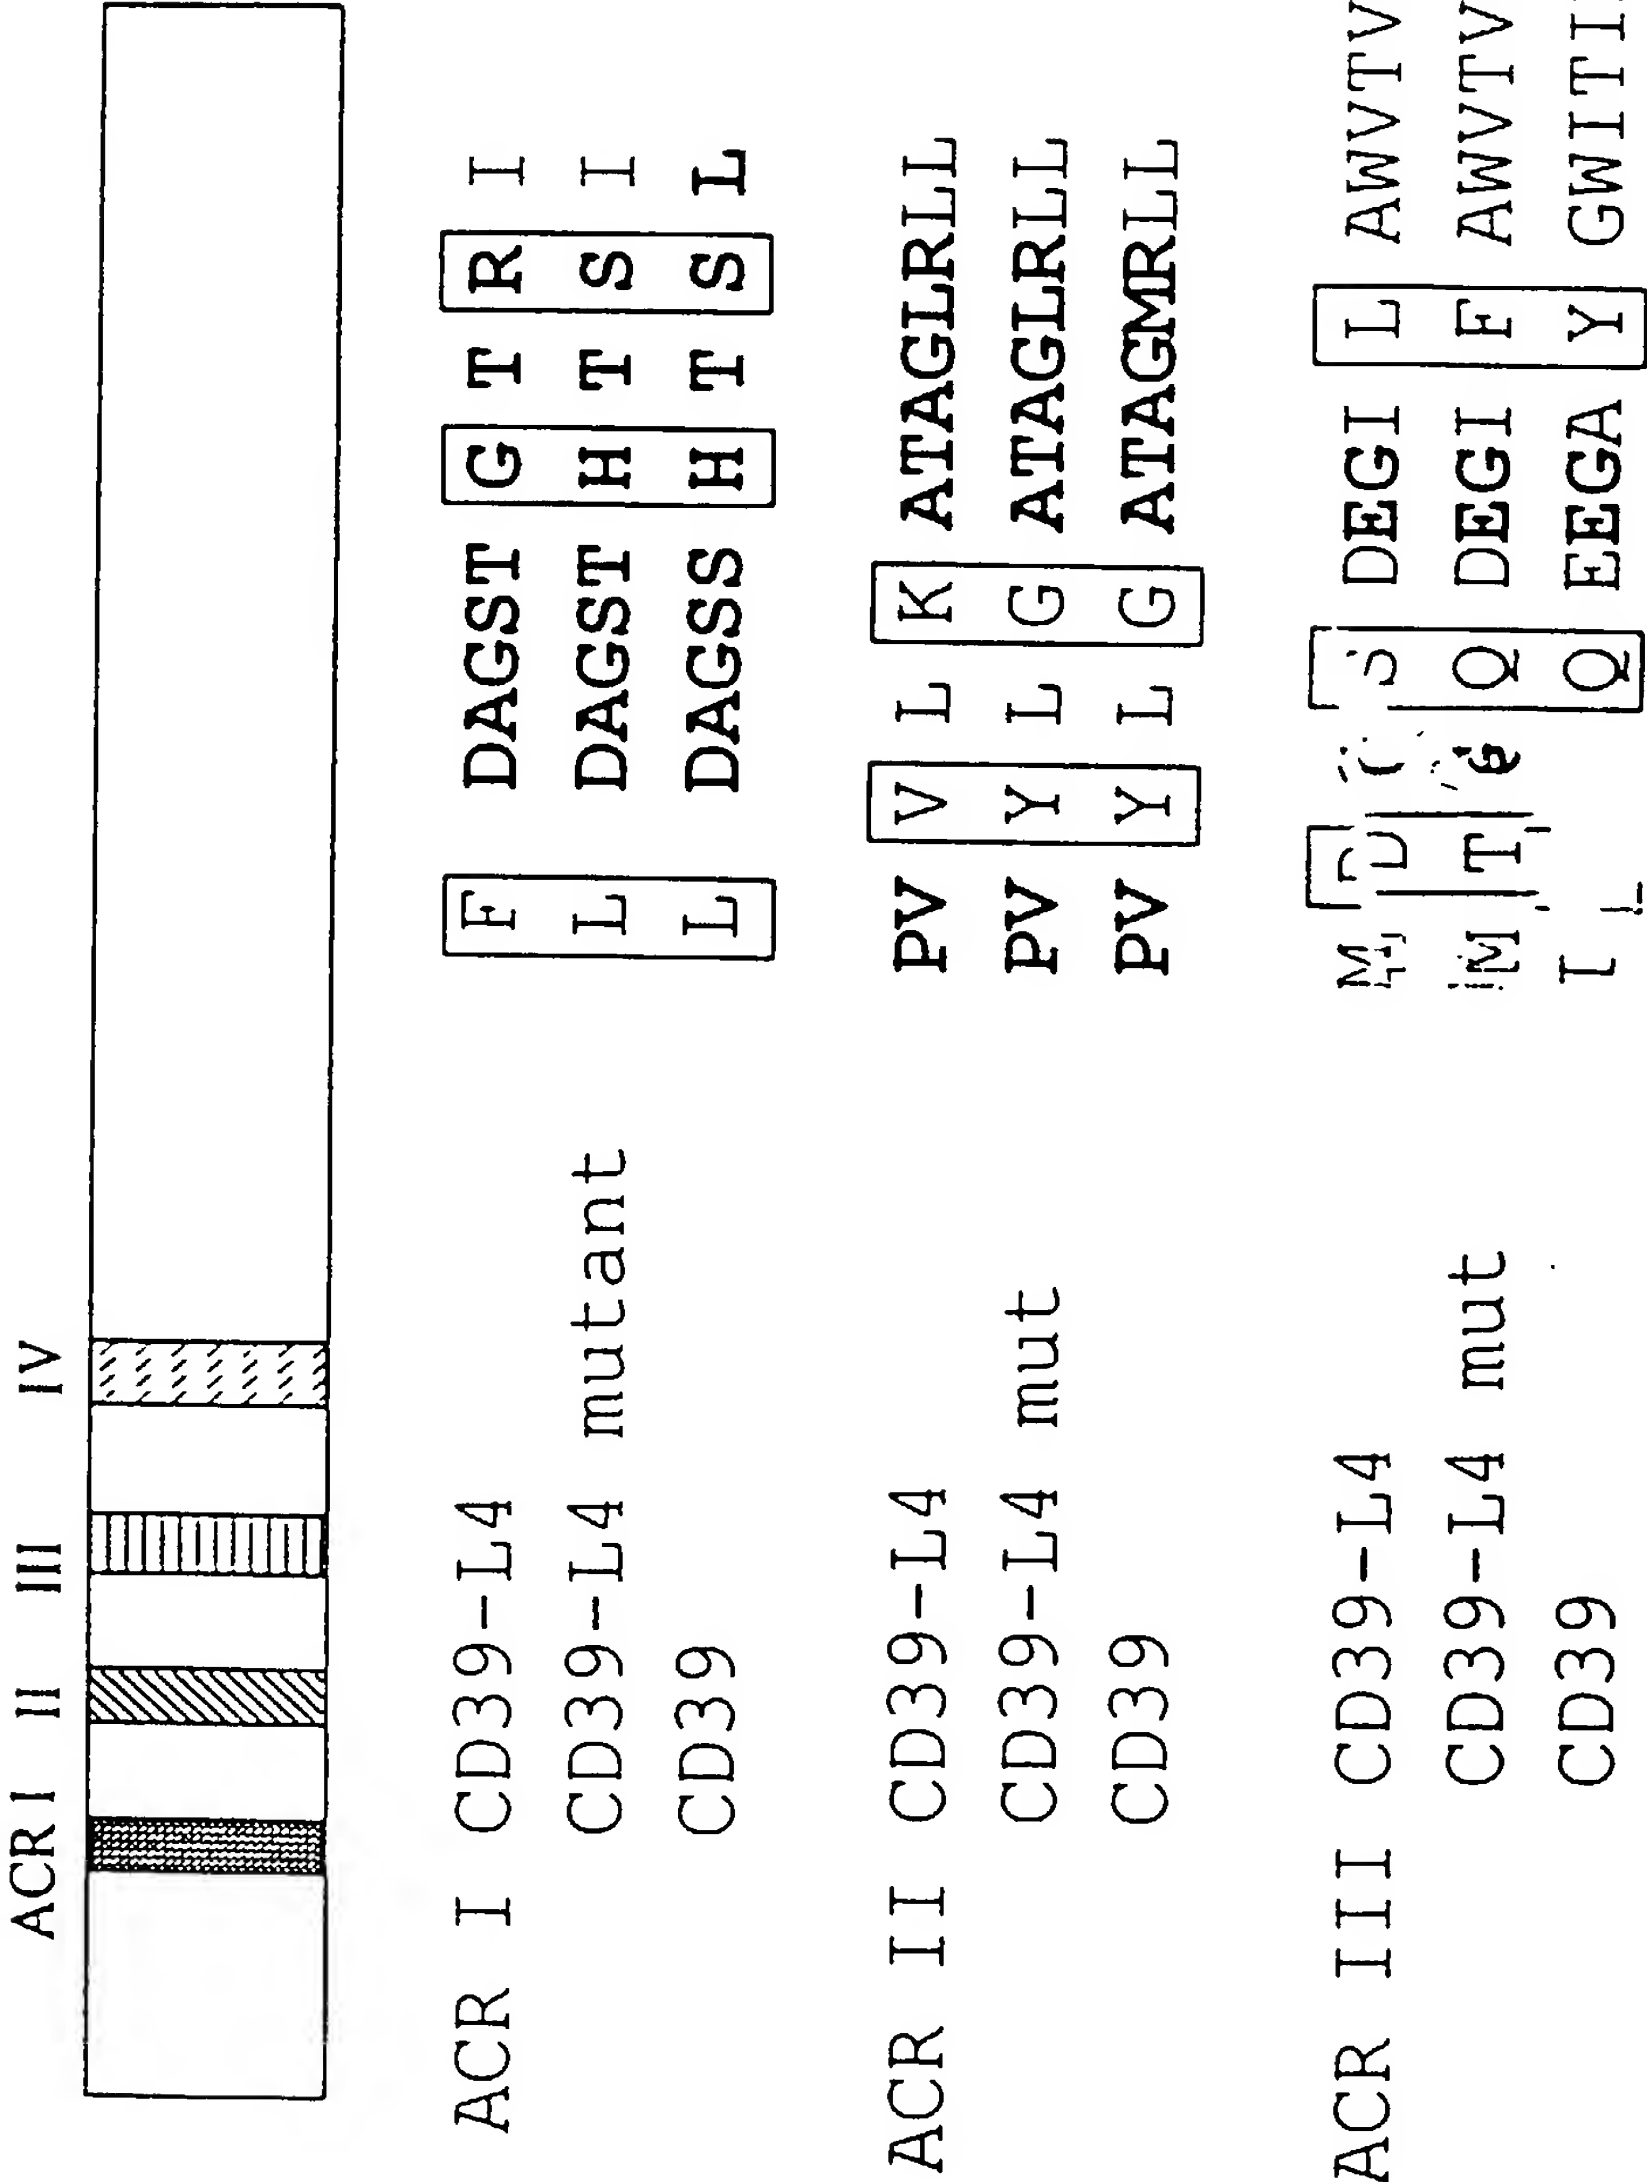 ACR I II III IV
ACR I CD39-L4 F DAGST G T R I
CD39-L4 mutant L DAGST H T S I
CD39 L DAGSS H T S L
ACR II CD39-L4 PV V L K ATAGLRLL
CD39-L4 mut PV Y L G ATAGLRLL
CD39 PV Y L G ATAGMRLL
ACR III CD39-L4 M S DEGI L AWVTV
CD39-L4 mut M T G Q DEGI F AWVTV
CD39 Q EEGA Y GWITI